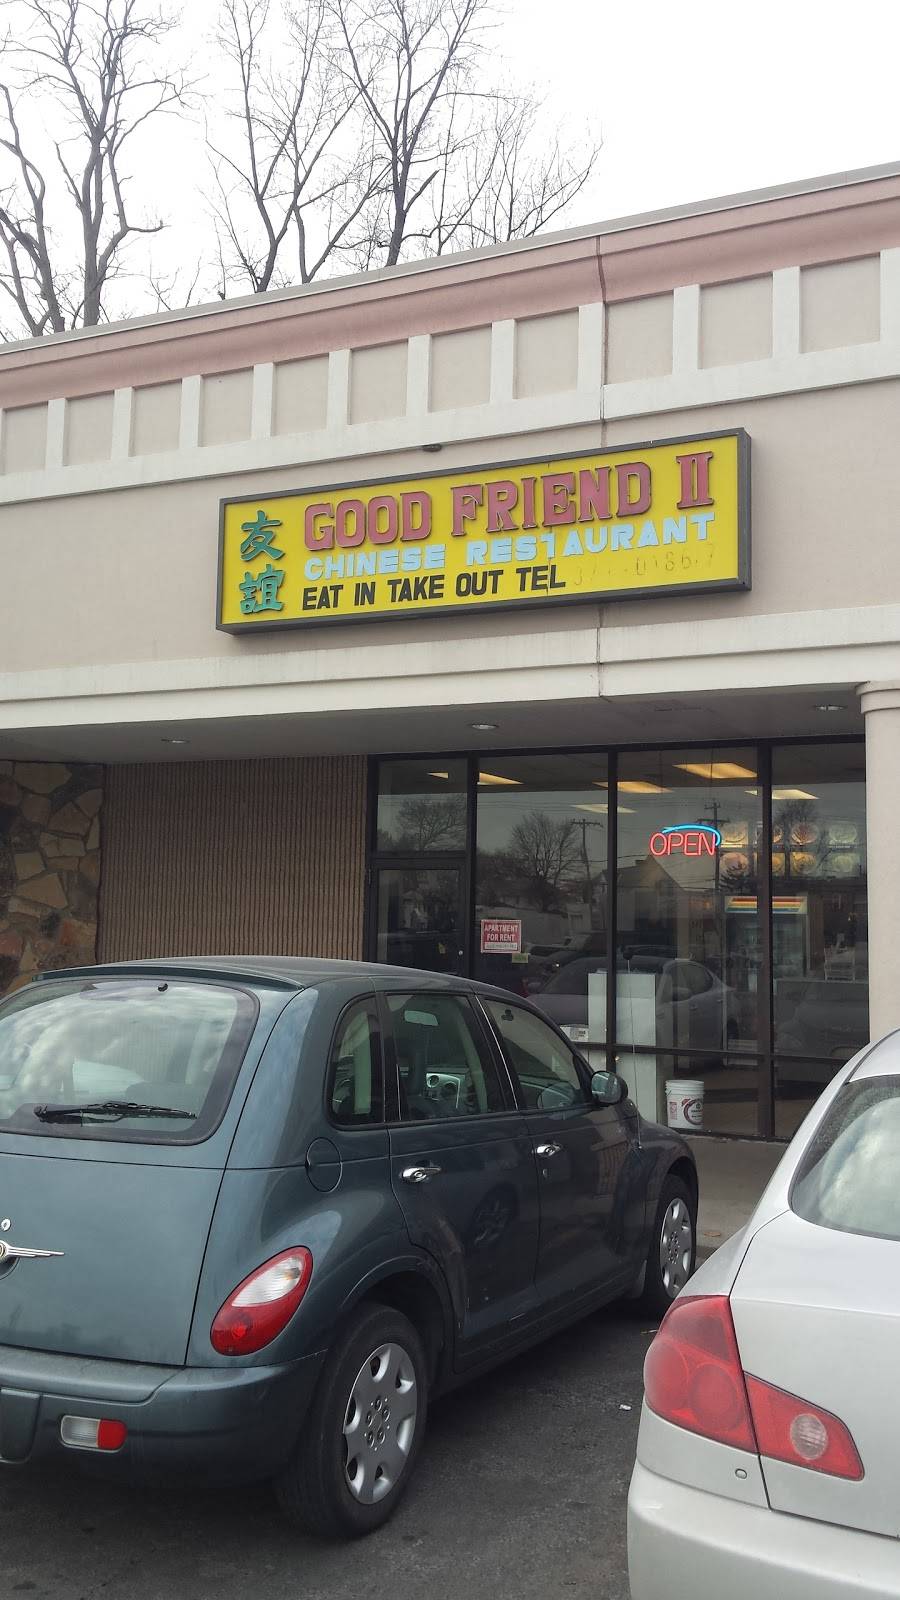 友誼
GOOD FRIEND II
CHINESE RESTAURANT
EAT IN TAKE OUT TEL
OPEN
APARTMENT
FOR RENT